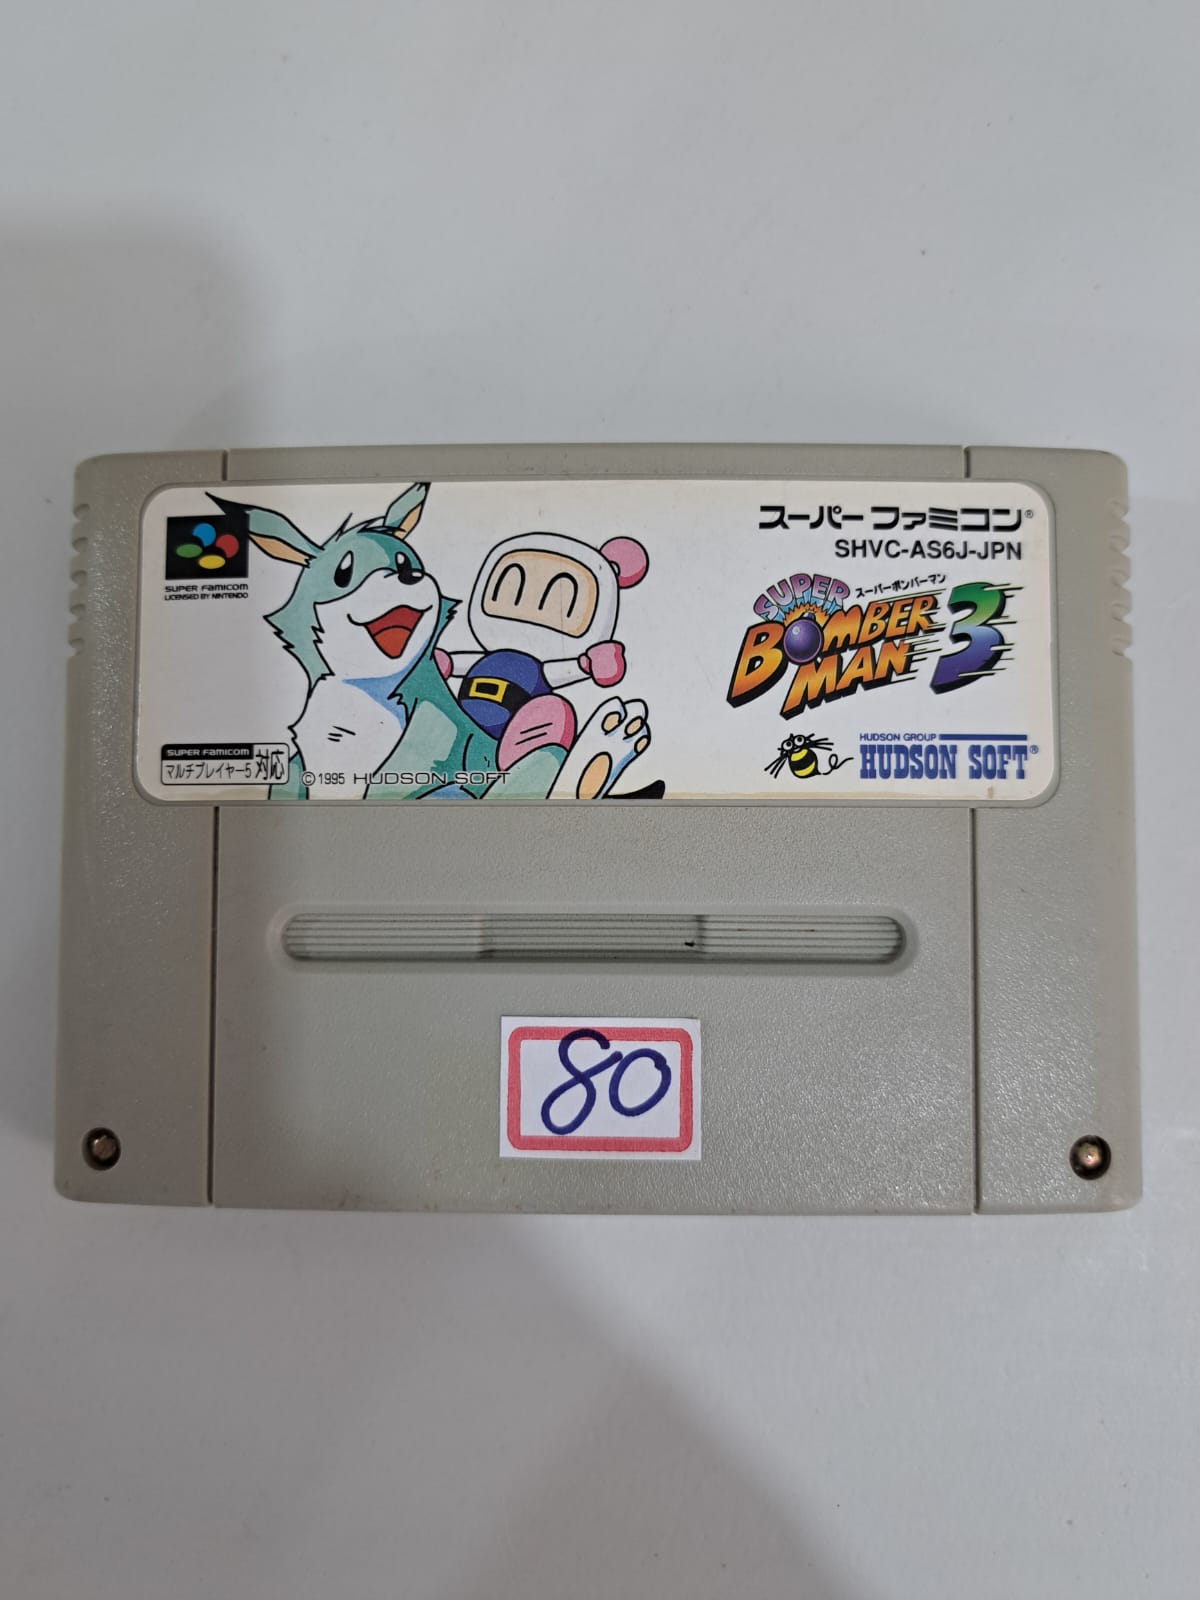 スーパーファミコン®
SHVC-AS6J-JPN
SUPER FAMICOM
LICENSED BY NINTENDO
SUPER
スーパーボンバーマン
BOMBER
MAN 3
HUDSON GROUP
HUDSON SOFT®
SUPER FAMICOM
マルチプレイヤー5 対応
©1995 HUDSON SOFT
80